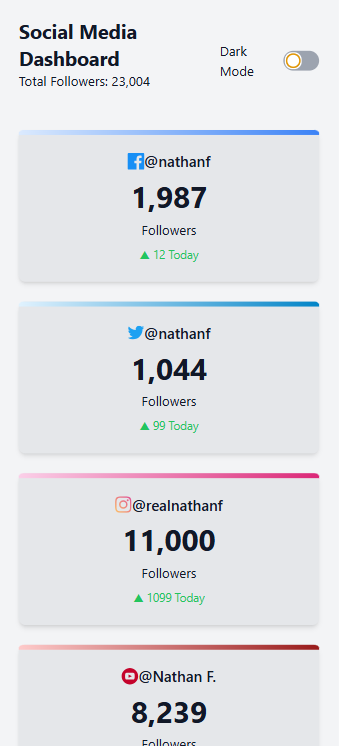 Social Media
Dashboard
Total Followers: 23,004
Dark
Mode
@nathanf
1,987
Followers
▲ 12 Today
@nathanf
1,044
Followers
▲ 99 Today
@realnathanf
11,000
Followers
▲ 1099 Today
@Nathan F.
8,239
Followers